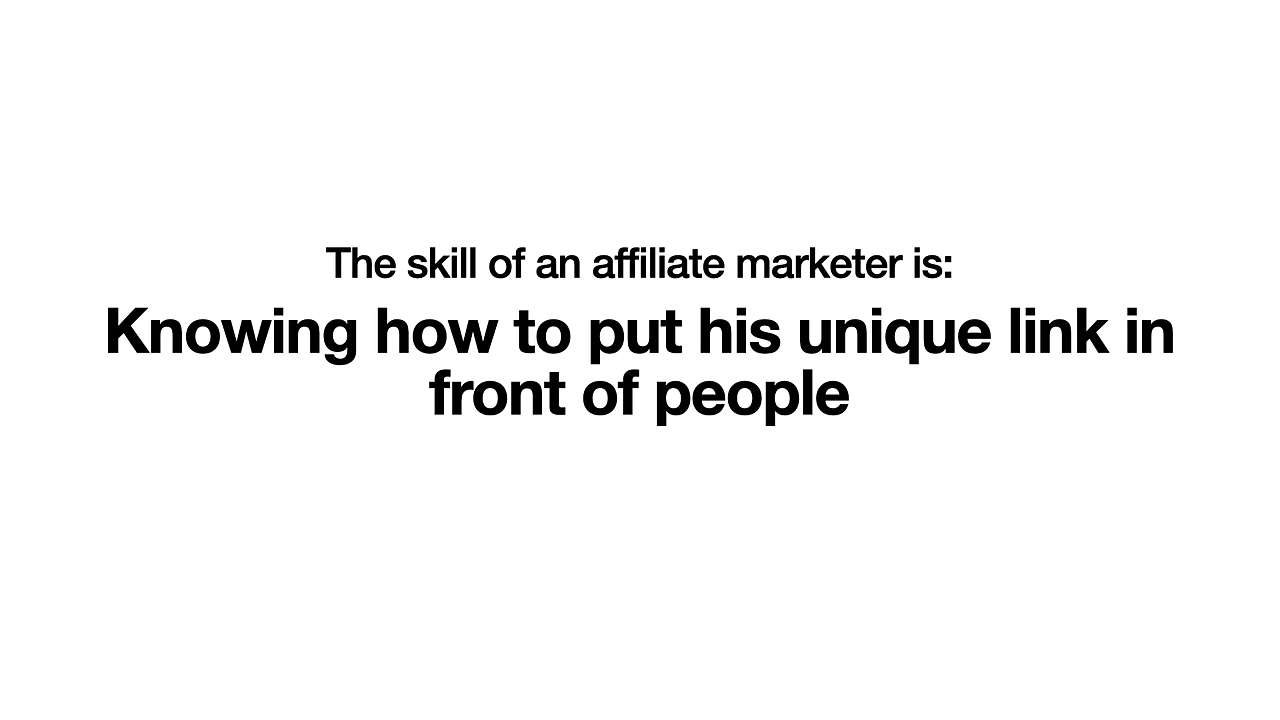 The skill of an affiliate marketer is:
Knowing how to put his unique link in
front of people